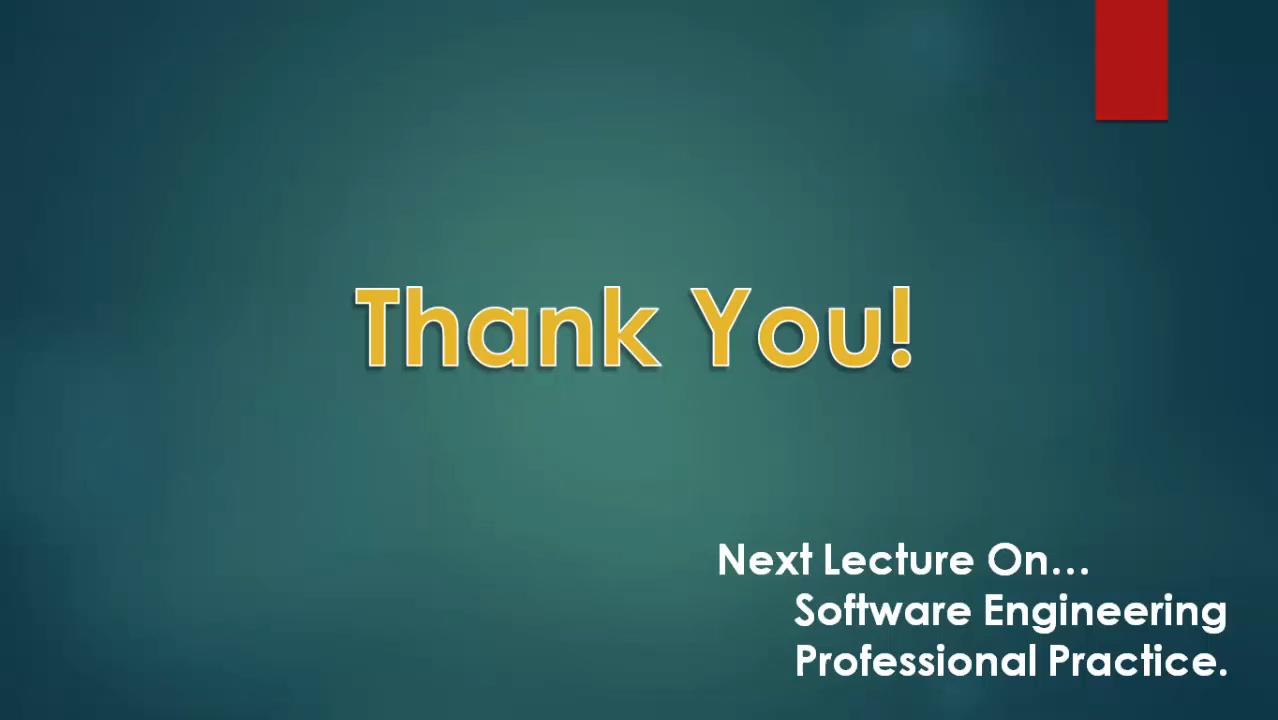 Thank You!
Next Lecture On...
Software Engineering
Professional Practice.